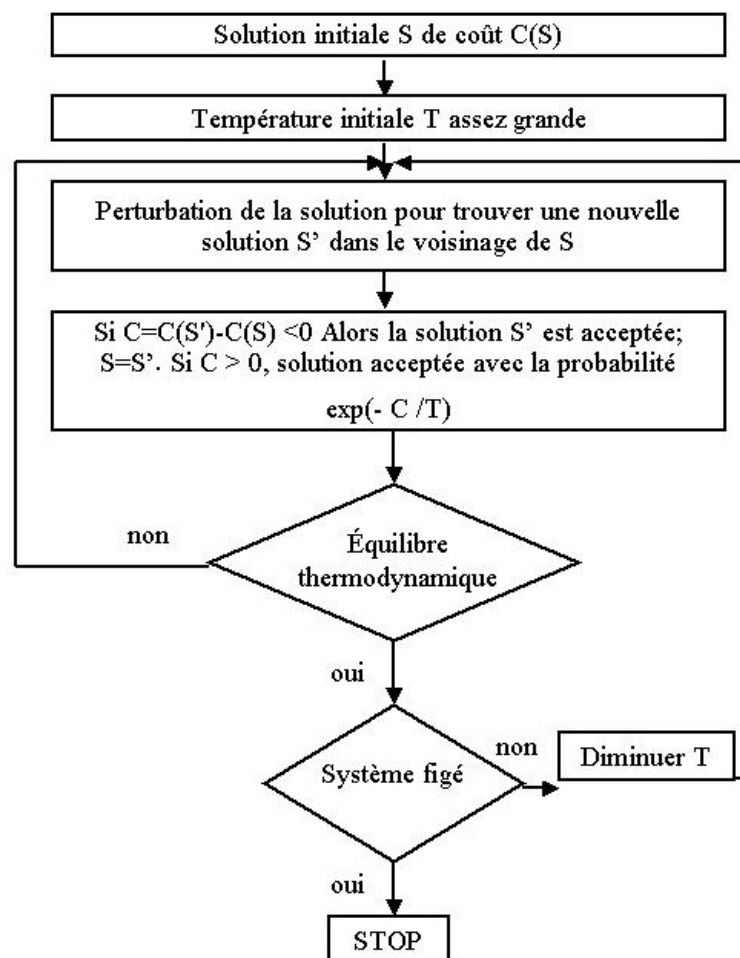 Solution initiale S de coût C(S)
Température initiale T assez grande
Perturbation de la solution pour trouver une nouvelle
solution S’ dans le voisinage de S
Si C=C(S')-C(S) <0 Alors la solution S’ est acceptée;
S=S’. Si C > 0, solution acceptée avec la probabilité
exp(- C /T)
non
Équilibre
thermodynamique
oui
Système figé
non
Diminuer T
oui
STOP